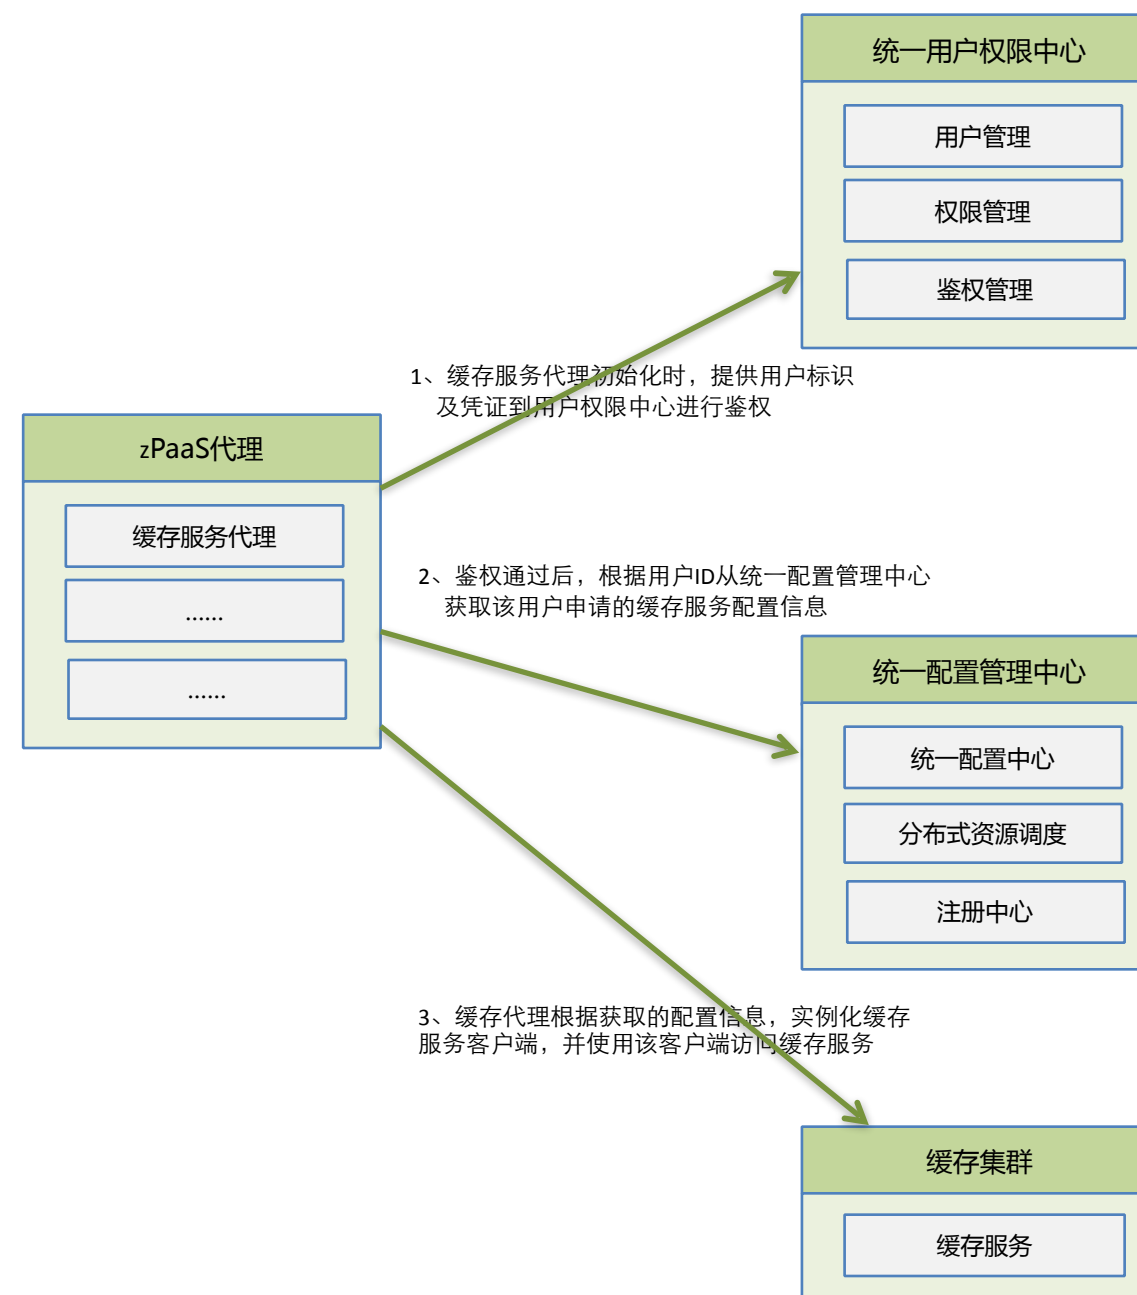 统一用户权限中心
用户管理
权限管理
鉴权管理
1、缓存服务代理初始化时，提供用户标识
及凭证到用户权限中心进行鉴权
zPaaS代理
缓存服务代理
......
......
2、鉴权通过后，根据用户ID从统一配置管理中心
获取该用户申请的缓存服务配置信息
统一配置管理中心
统一配置中心
分布式资源调度
注册中心
3、缓存代理根据获取的配置信息，实例化缓存
服务客户端，并使用该客户端访问缓存服务
缓存集群
缓存服务